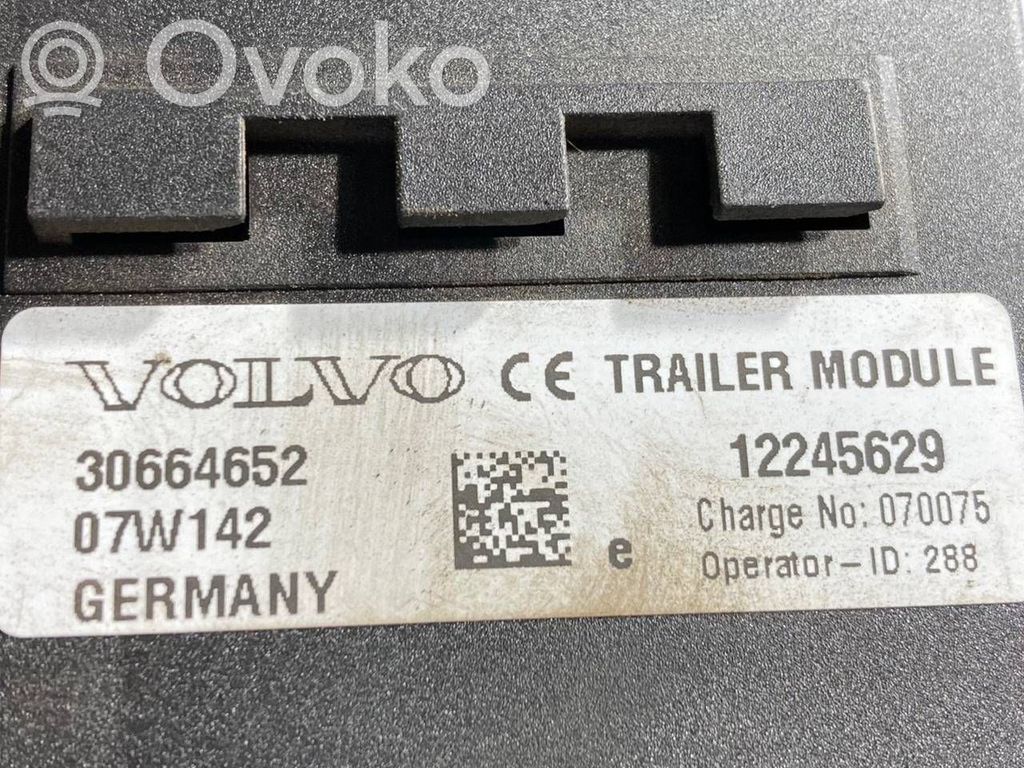 Ovoko
VOLVO CE TRAILER MODULE
30664652 12245629
07W142 Charge No: 070075
e Operator-ID: 288
GERMANY